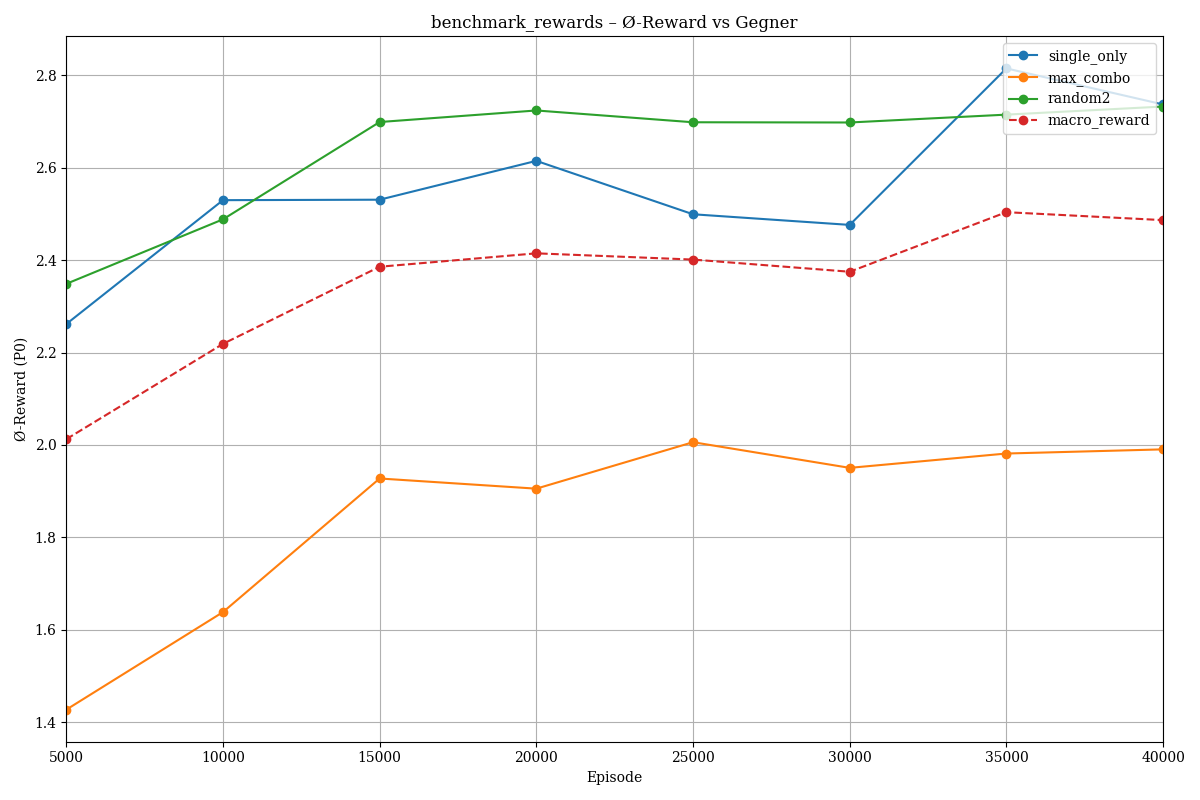 benchmark_rewards – Ø-Reward vs Gegner
single_only
max_combo
random2
macro_reward
Ø-Reward (P0)
2.8
2.6
2.4
2.2
2.0
1.8
1.6
1.4
5000 10000 15000 20000 25000 30000 35000 40000
Episode